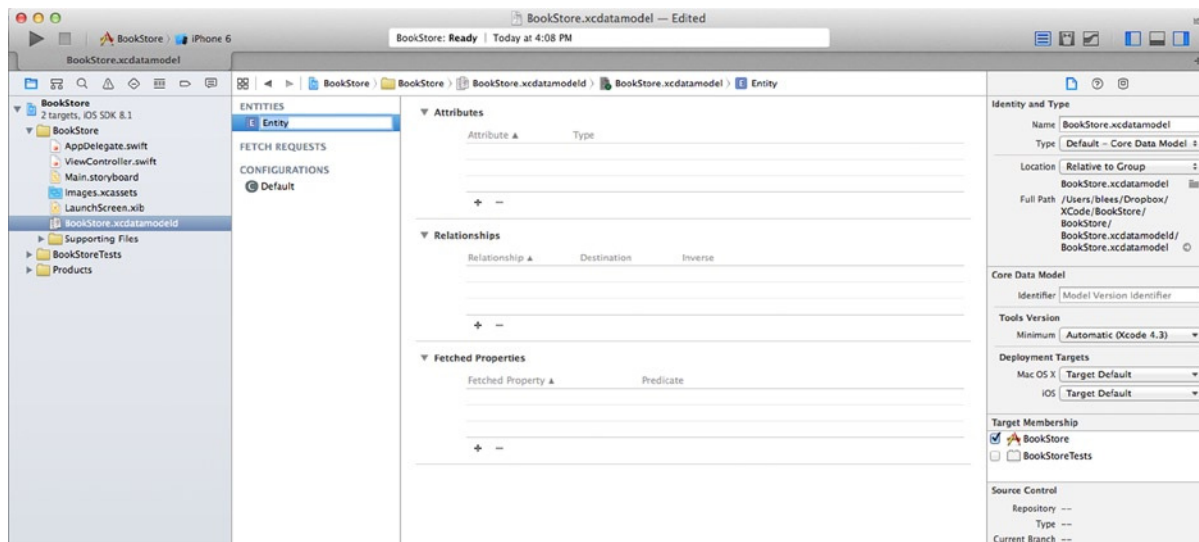 BookStore.xcdatamodel — Edited
BookStore › iPhone 6
BookStore: Ready | Today at 4:08 PM
BookStore.xcdatamodel
BookStore › BookStore › BookStore.xcdatamodeld › BookStore.xcdatamodel › Entity
BookStore
2 targets, iOS SDK 8.1
BookStore
AppDelegate.swift
ViewController.swift
Main.storyboard
Images.xcassets
LaunchScreen.xib
BookStore.xcdatamodeld
Supporting Files
BookStoreTests
Products
ENTITIES
E Entity
FETCH REQUESTS
CONFIGURATIONS
C Default
Attributes
Attribute Type
Relationships
Relationship Destination Inverse
Fetched Properties
Fetched Property Predicate
Identity and Type
Name BookStore.xcdatamodel
Type Default - Core Data Model
Location Relative to Group
BookStore.xcdatamodel
Full Path /Users/blees/Dropbox/
XCode/BookStore/
BookStore/
BookStore.xcdatamodeld/
BookStore.xcdatamodel
Core Data Model
Identifier Model Version Identifier
Tools Version
Minimum Automatic (Xcode 4.3)
Deployment Targets
Mac OS X Target Default
iOS Target Default
Target Membership
BookStore
BookStoreTests
Source Control
Repository --
Type --
Current Branch --